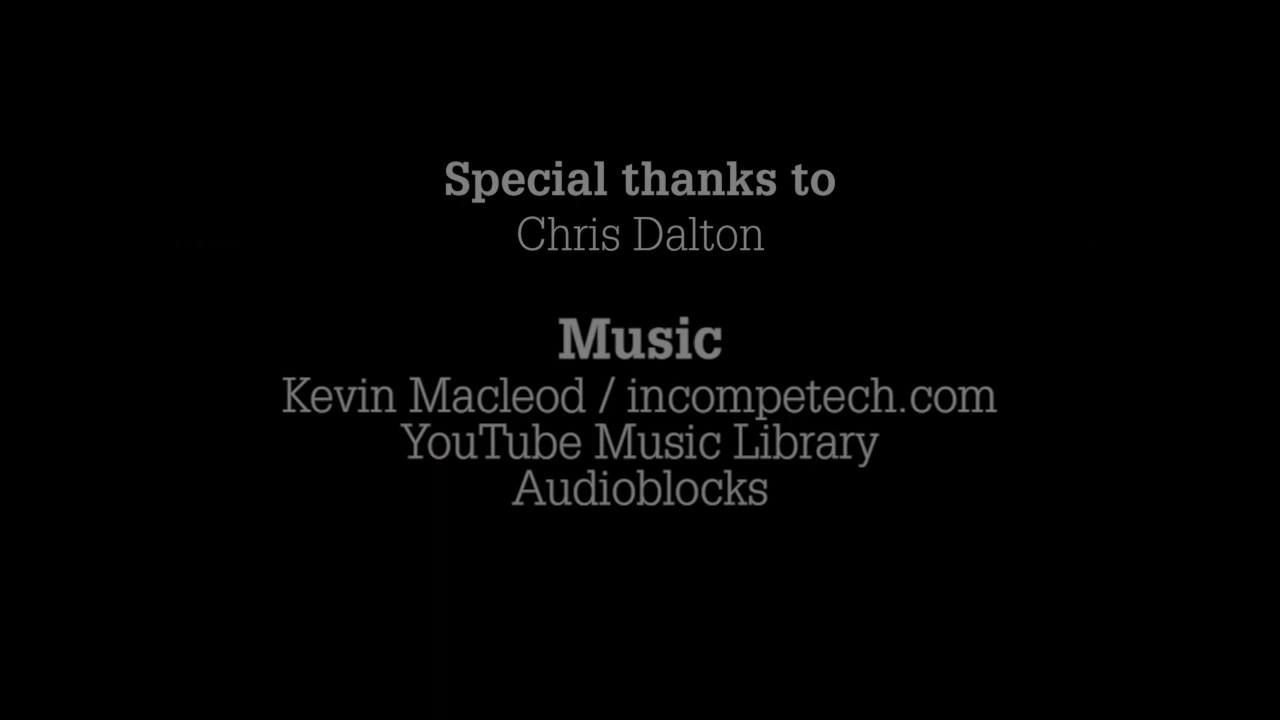 Special thanks to
Chris Dalton
Music
Kevin Macleod / incompetech.com
YouTube Music Library
Audioblocks